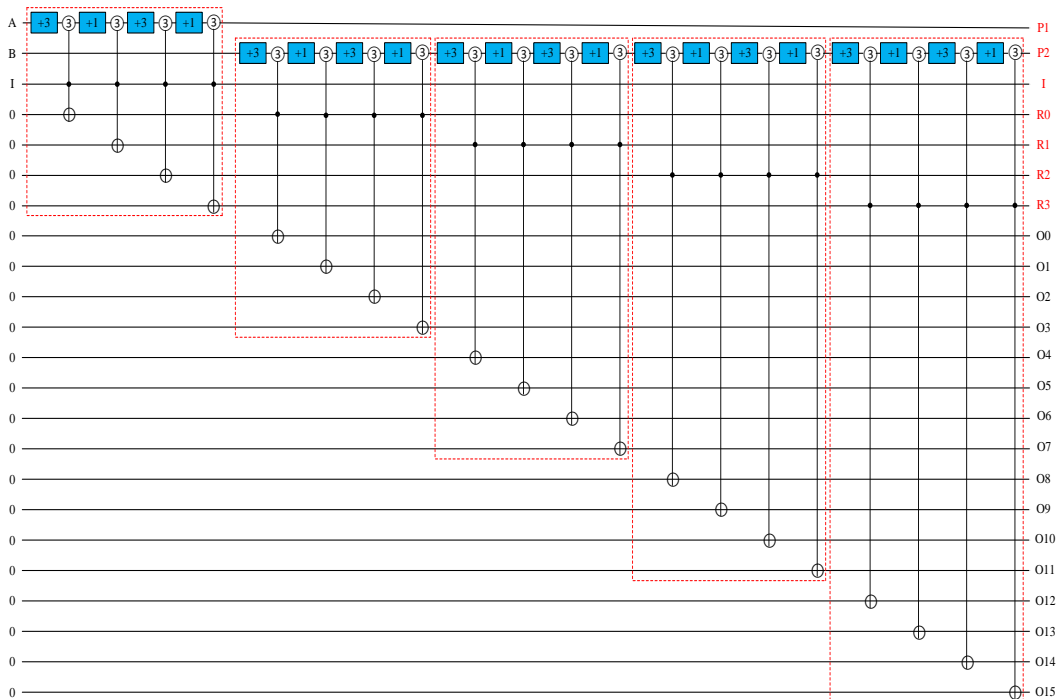 A +3 3 +1 3 +3 3 +1 3 P1
B +3 3 +1 3 +3 3 +1 3 +3 3 +1 3 +3 3 +1 3 +3 3 +1 3 +3 3 +1 3 +3 3 +1 3 +3 3 +1 3 P2
I I
0 R0
0 R1
0 R2
0 R3
0 O0
0 O1
0 O2
0 O3
0 O4
0 O5
0 O6
0 O7
0 O8
0 O9
0 O10
0 O11
0 O12
0 O13
0 O14
0 O15